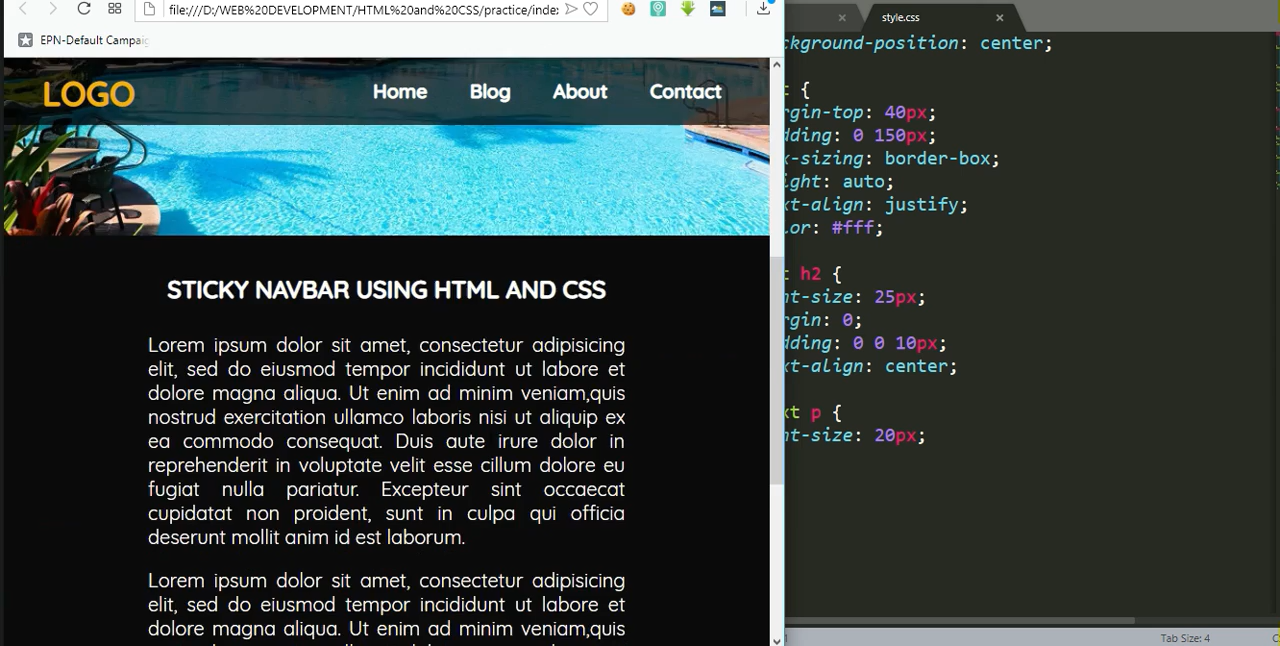 file:///D:/WEB%20DEVELOPMENT/HTML%20and%20CSS/practice/inde:
EPN-Default Campaig
LOGO
Home
Blog
About
Contact
STICKY NAVBAR USING HTML AND CSS
Lorem ipsum dolor sit amet, consectetur adipisicing
elit, sed do eiusmod tempor incididunt ut labore et
dolore magna aliqua. Ut enim ad minim veniam,quis
nostrud exercitation ullamco laboris nisi ut aliquip ex
ea commodo consequat. Duis aute irure dolor in
reprehenderit in voluptate velit esse cillum dolore eu
fugiat nulla pariatur. Excepteur sint occaecat
cupidatat non proident, sunt in culpa qui officia
deserunt mollit anim id est laborum.
Lorem ipsum dolor sit amet, consectetur adipisicing
elit, sed do eiusmod tempor incididunt ut labore et
dolore magna aliqua. Ut enim ad minim veniam,quis
style.css
ckground-position: center;
t {
rgin-top: 40px;
dding: 0 150px;
x-sizing: border-box;
ight: auto;
xt-align: justify;
lor: #fff;
t h2 {
nt-size: 25px;
rgin: 0;
dding: 0 0 10px;
xt-align: center;
xt p {
nt-size: 20px;
Tab Size: 4